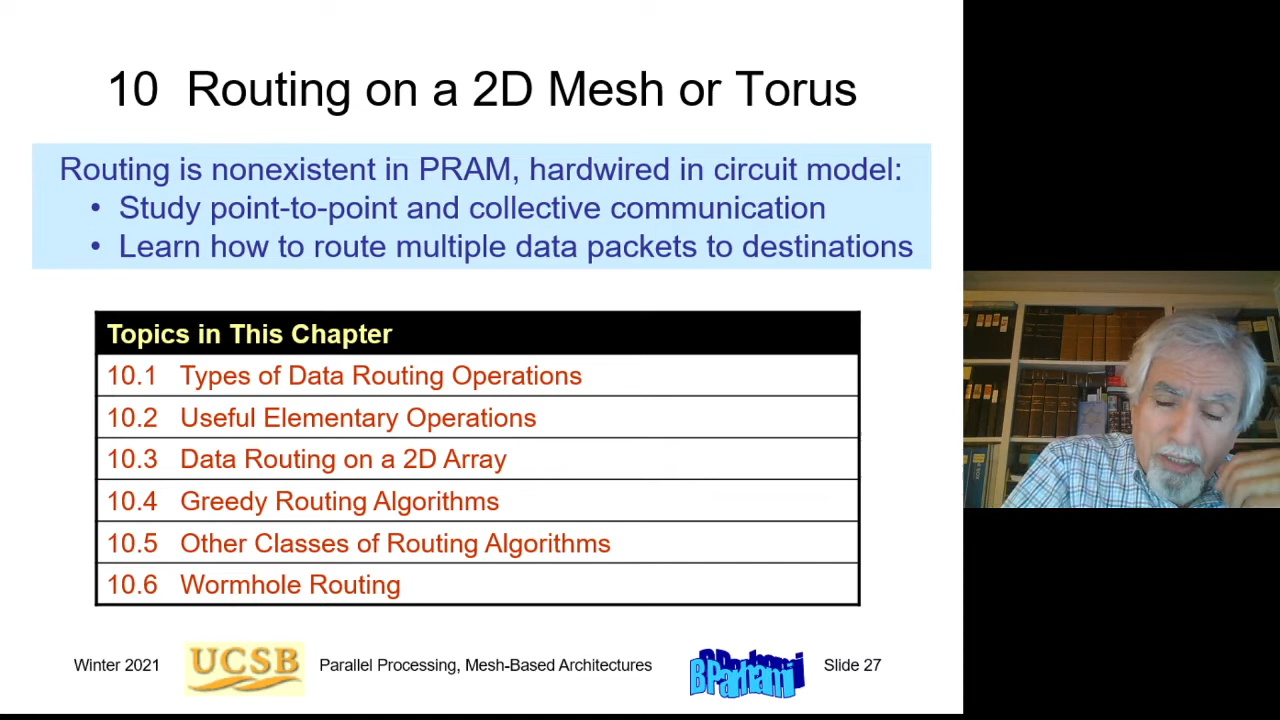 10 Routing on a 2D Mesh or Torus
Routing is nonexistent in PRAM, hardwired in circuit model:
• Study point-to-point and collective communication
• Learn how to route multiple data packets to destinations
Topics in This Chapter
10.1 Types of Data Routing Operations
10.2 Useful Elementary Operations
10.3 Data Routing on a 2D Array
10.4 Greedy Routing Algorithms
10.5 Other Classes of Routing Algorithms
10.6 Wormhole Routing
Winter 2021 UCSB Parallel Processing, Mesh-Based Architectures BParhami Slide 27